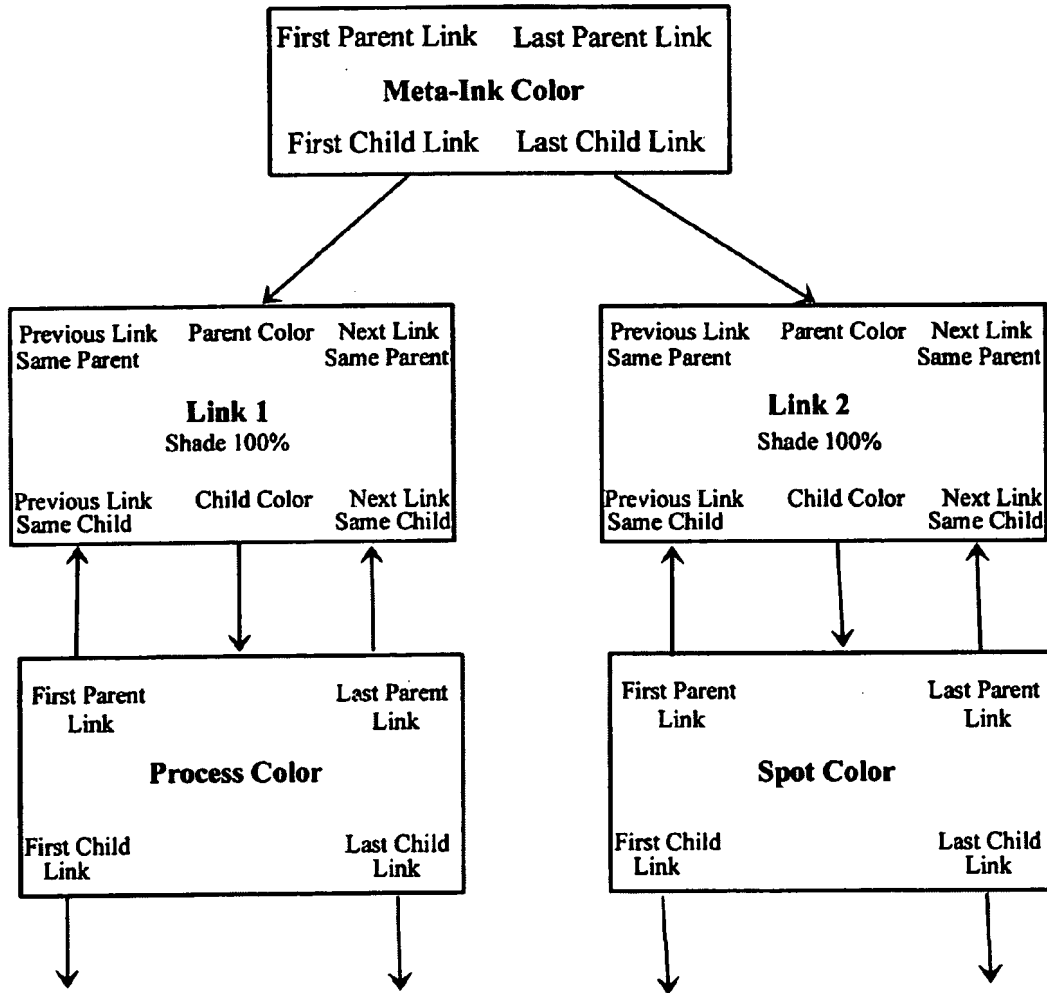 First Parent Link Last Parent Link
Meta-Ink Color
First Child Link Last Child Link
Previous Link Parent Color Next Link
Same Parent Same Parent
Link 1
Shade 100%
Previous Link Child Color Next Link
Same Child Same Child
Previous Link Parent Color Next Link
Same Parent Same Parent
Link 2
Shade 100%
Previous Link Child Color Next Link
Same Child Same Child
First Parent Last Parent
Link Link
Process Color
First Child Last Child
Link Link
First Parent Last Parent
Link Link
Spot Color
First Child Last Child
Link Link